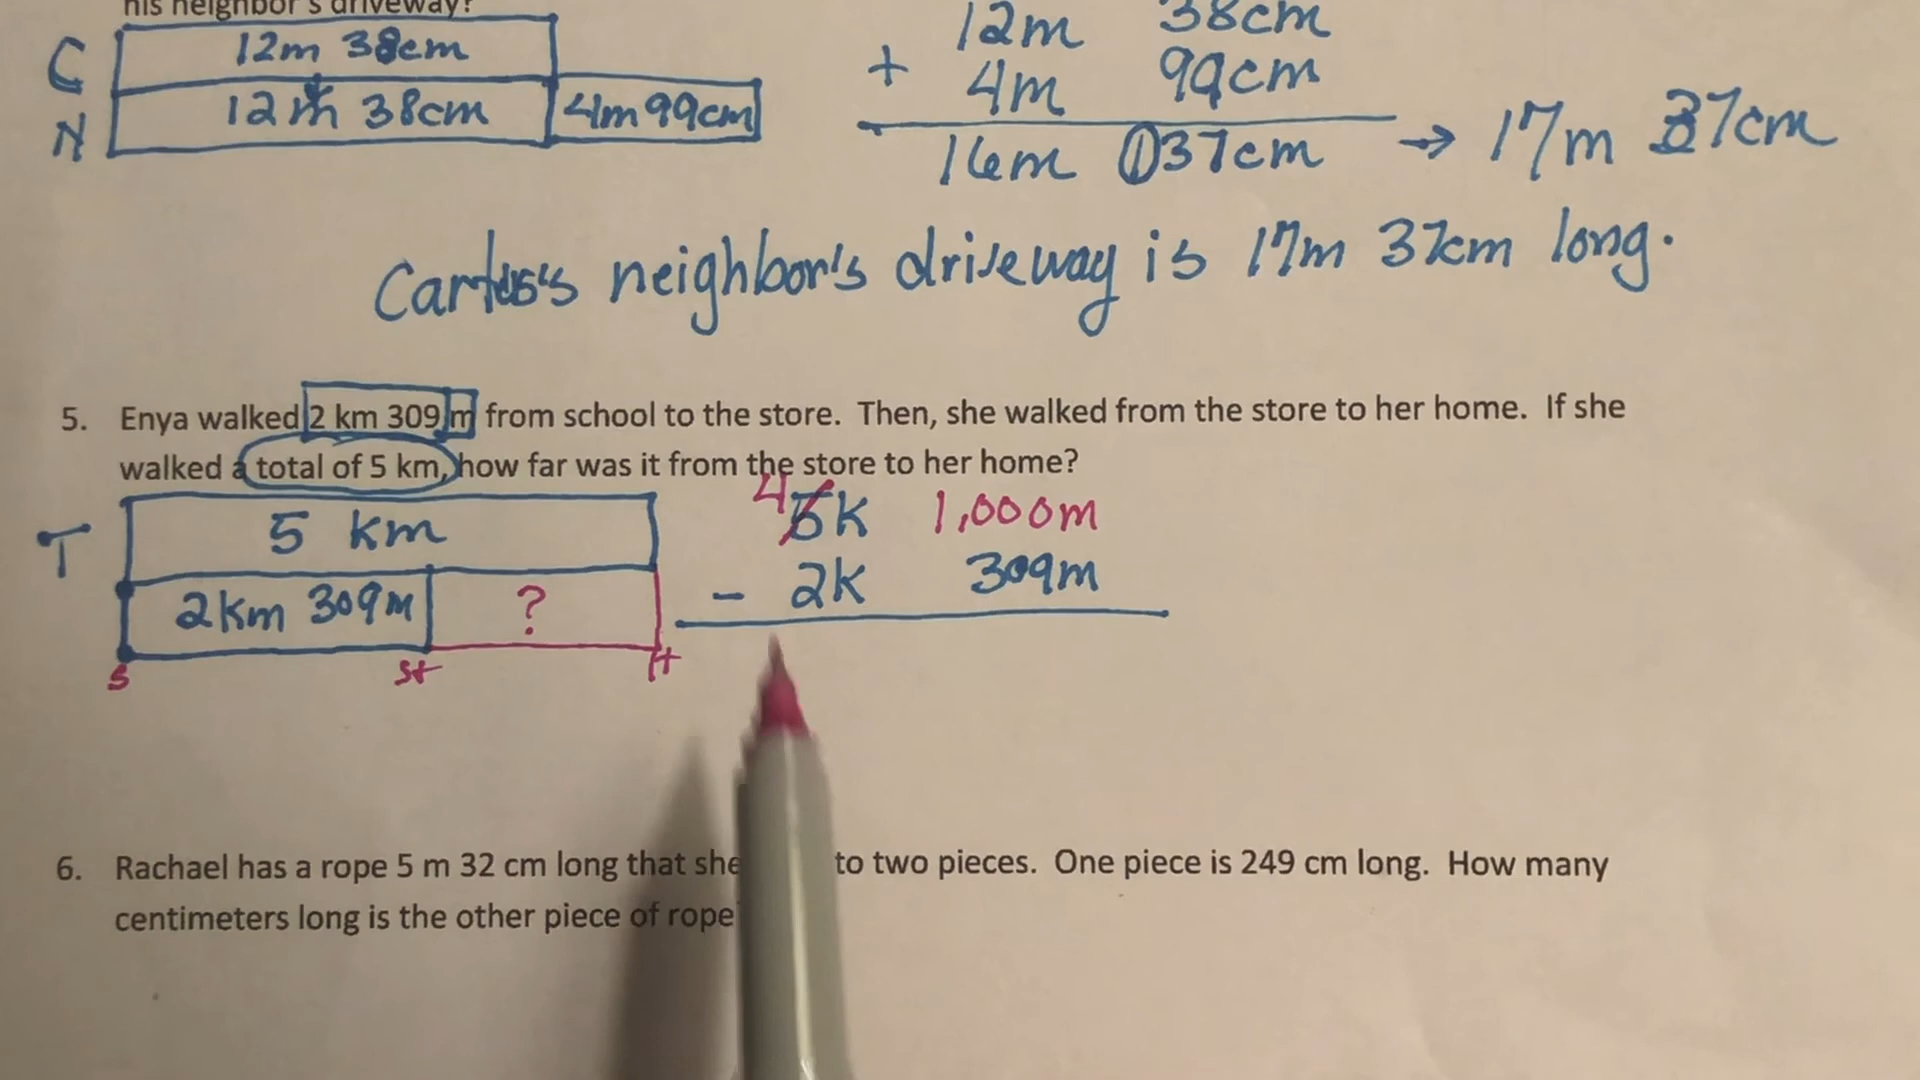 his neighbor's driveway?
C 12m 38cm
N 12m 38cm 4m 99cm
12m 38cm
+ 4m 99cm
16m 137cm → 17m 37cm
neighbor's driveway is 17m 37cm long.
5. Enya walked 2 km 309 m from school to the store. Then, she walked from the store to her home. If she
walked a total of 5 km, how far was it from the store to her home?
T 5 km
2km 309m ?
S St H
4 5k 1,000m
- 2k 309m
6. Rachael has a rope 5 m 32 cm long that she to two pieces. One piece is 249 cm long. How many
centimeters long is the other piece of rope